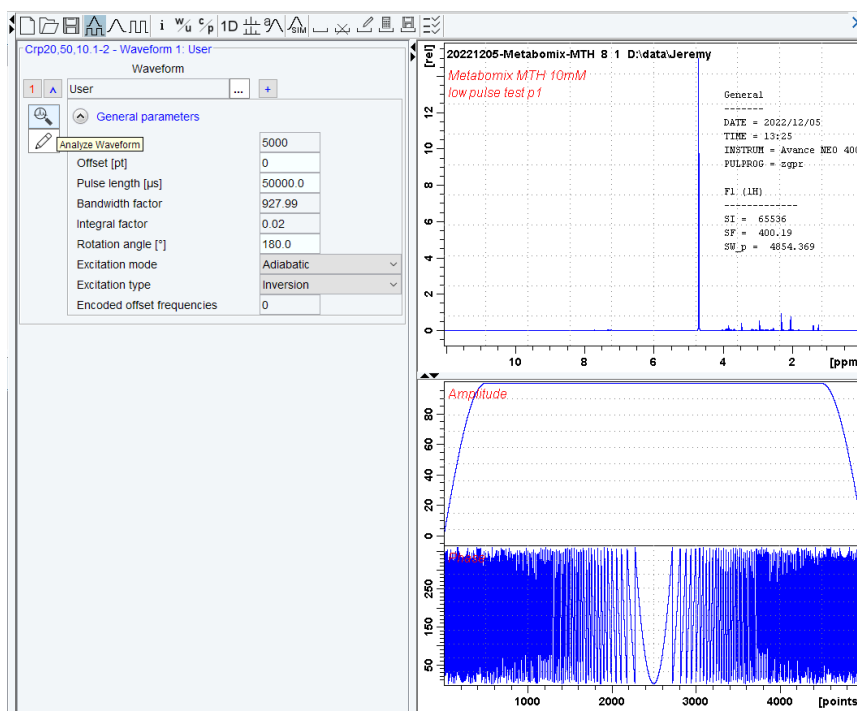 i w/u c/p 1D a SIM
Crp20,50,10.1-2 - Waveform 1: User
Waveform
1 User ... +
General parameters
Analyze Waveform 5000
Offset [pt] 0
Pulse length [µs] 50000.0
Bandwidth factor 927.99
Integral factor 0.02
Rotation angle [°] 180.0
Excitation mode Adiabatic
Excitation type Inversion
Encoded offset frequencies 0
[rel] 20221205-Metabomix-MTH 8 1 D:\data\Jeremy
Metabomix MTH 10mM
low pulse test p1
General
-------
DATE = 2022/12/05
TIME = 13:25
INSTRUM = Avance NEO 400
PULPROG = zgpr
F1 (1H)
-------------
SI = 65536
SF = 400.19
SW_p = 4854.369
14
12
10
8
6
4
2
0
10 8 6 4 2 [ppm
Amplitude
80
60
40
20
0
250
150
50
1000 2000 3000 4000 [points